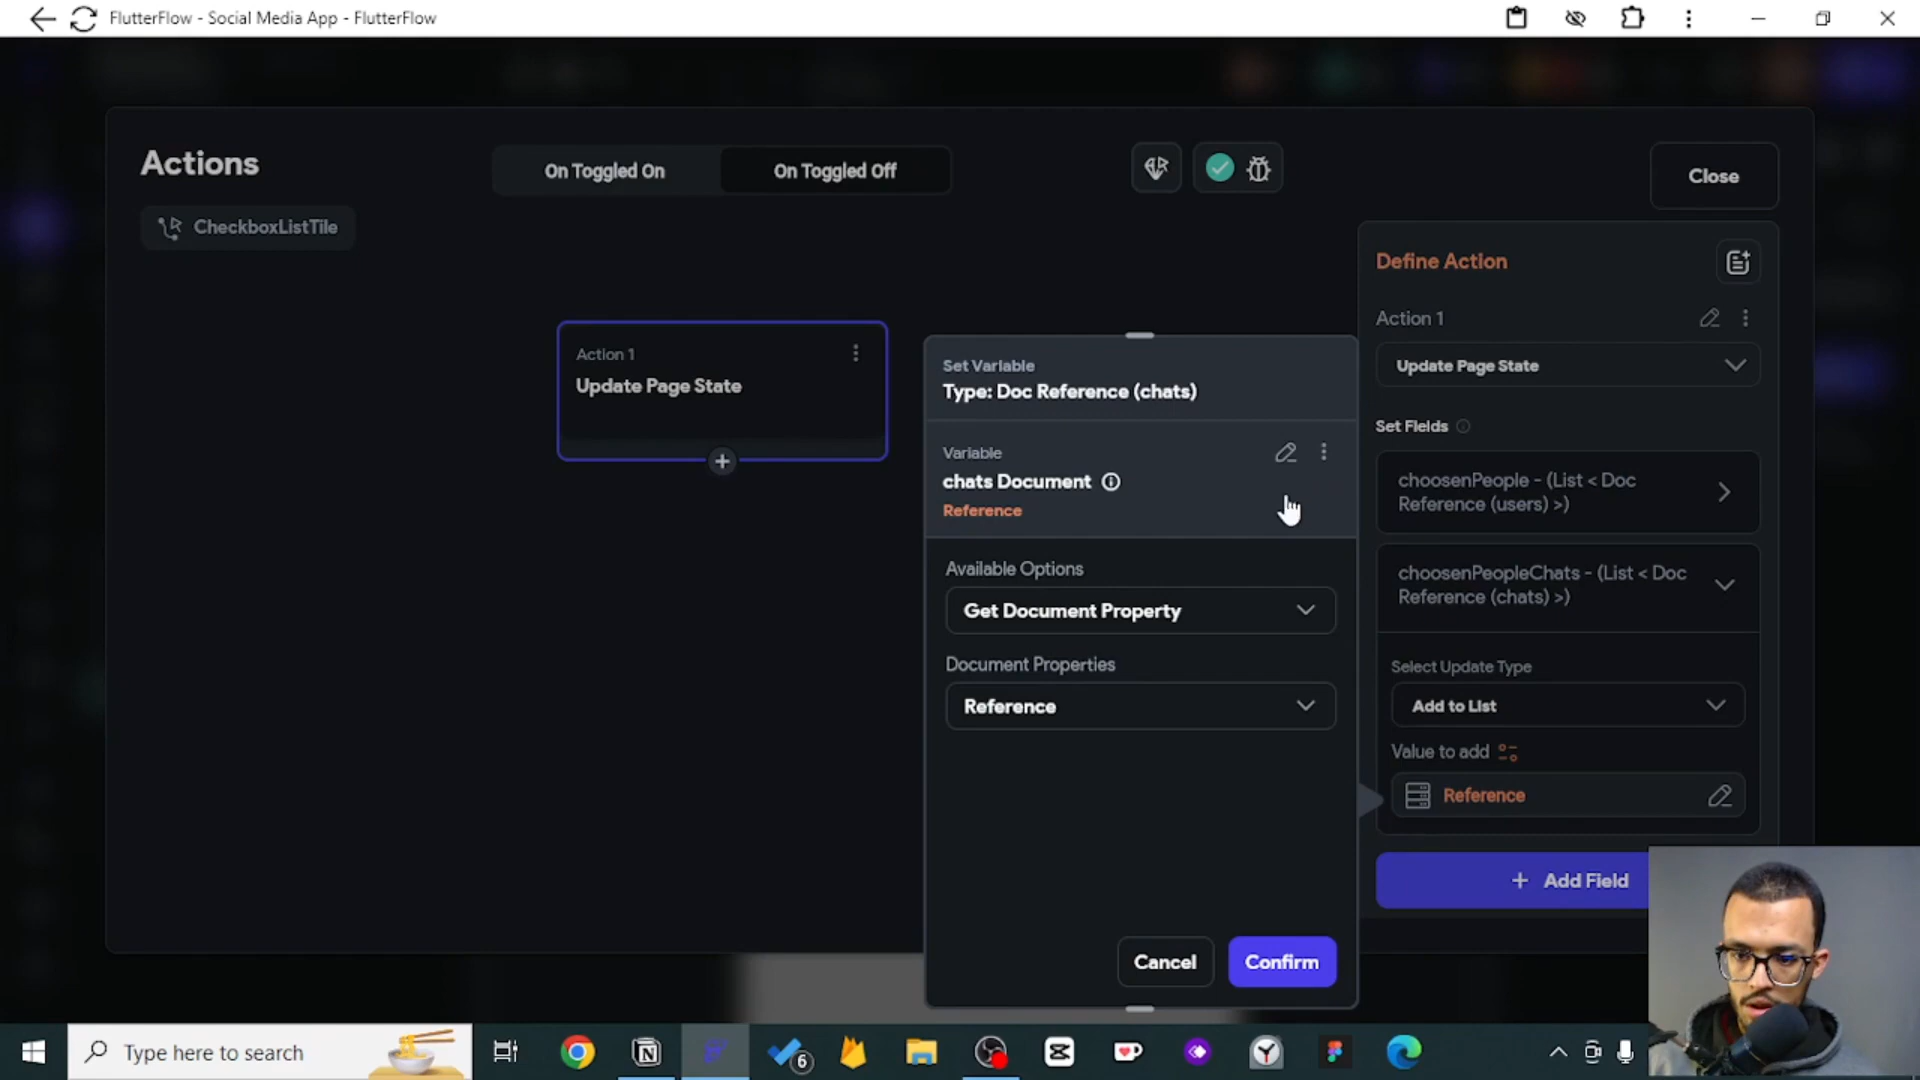 FlutterFlow - Social Media App - FlutterFlow
Actions
On Toggled On
On Toggled Off
Close
CheckboxListTile
Define Action
Action 1
Update Page State
Action 1
Update Page State
Set Fields
choosenPeople - (List < Doc
Reference (users) >)
choosenPeopleChats - (List < Doc
Reference (chats) >)
Select Update Type
Add to List
Value to add
Reference
+ Add Field
Set Variable
Type: Doc Reference (chats)
Variable
chats Document
Reference
Available Options
Get Document Property
Document Properties
Reference
Cancel
Confirm
Type here to search
6